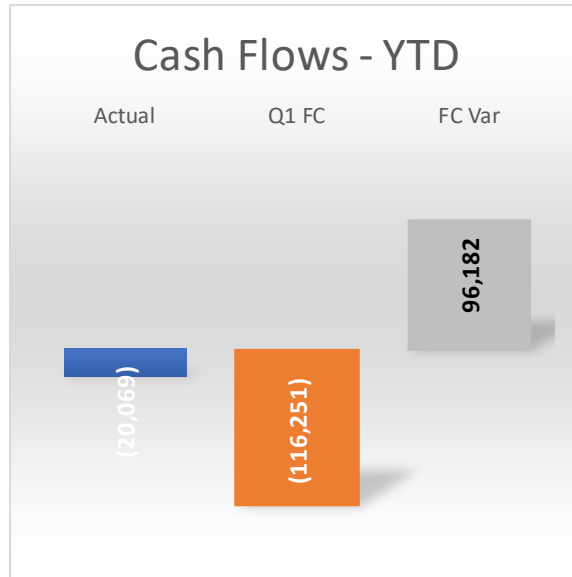 Cash Flows - YTD
Actual Q1 FC FC Var
(20,069)
(116,251)
96,182